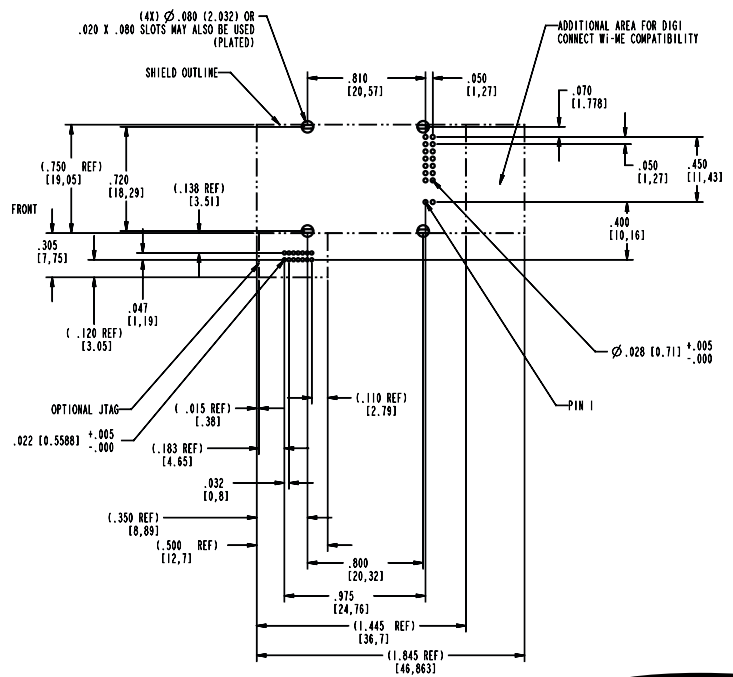 (4X) Ø.080 (2.032) OR
.020 X .080 SLOTS MAY ALSO BE USED
(PLATED)
ADDITIONAL AREA FOR DIGI
CONNECT Wi-ME COMPATIBILITY
SHIELD OUTLINE
.810
[20,57]
.050
[1,27]
.070
[1.778]
(.750 REF)
[19,05]
.720
[18,29]
(.138 REF)
[3.51]
.050
[1,27]
.450
[11,43]
FRONT
.400
[10,16]
.305
[7,75]
.047
[1,19]
(.120 REF)
[3.05]
Ø.028 [0.71] +.005
-.000
OPTIONAL JTAG
(.015 REF)
[.38]
(.110 REF)
[2.79]
PIN 1
.022 [0.5588] +.005
-.000
(.183 REF)
[4.65]
.032
[0,8]
(.350 REF)
[8,89]
(.500 REF)
[12,7]
.800
[20,32]
.975
[24,76]
(1.445 REF)
[36,7]
(1.845 REF)
[46,863]